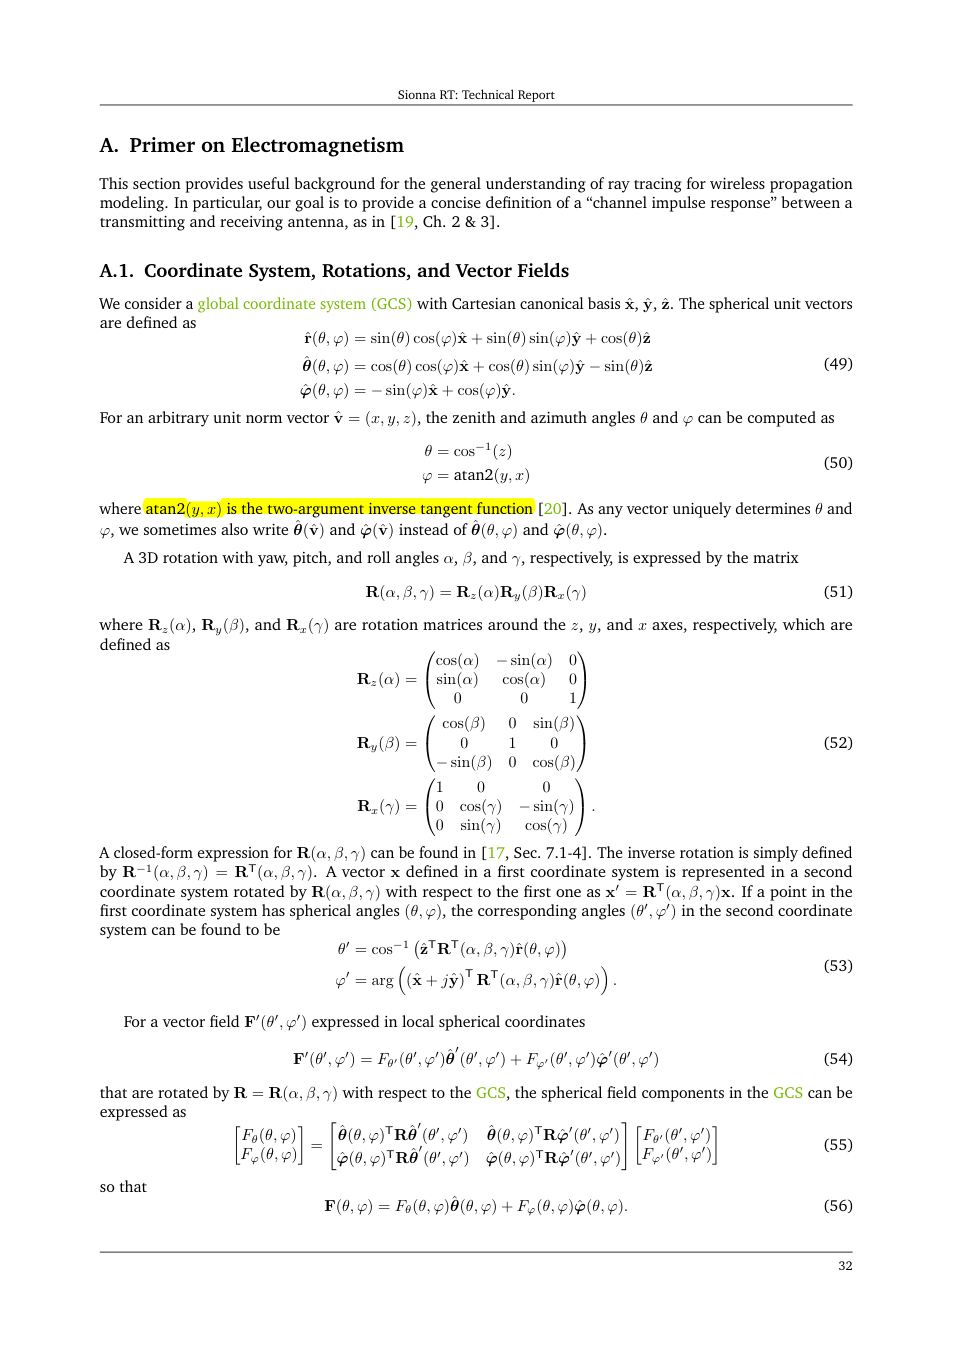 Sionna RT: Technical Report
A. Primer on Electromagnetism
This section provides useful background for the general understanding of ray tracing for wireless propagation
modeling. In particular, our goal is to provide a concise definition of a “channel impulse response” between a
transmitting and receiving antenna, as in [19, Ch. 2 & 3].
A.1. Coordinate System, Rotations, and Vector Fields
We consider a global coordinate system (GCS) with Cartesian canonical basis x̂, ŷ, ẑ. The spherical unit vectors
are defined as
r̂(θ, φ) = sin(θ) cos(φ)x̂ + sin(θ) sin(φ)ŷ + cos(θ)ẑ
θ̂(θ, φ) = cos(θ) cos(φ)x̂ + cos(θ) sin(φ)ŷ − sin(θ)ẑ (49)
φ̂(θ, φ) = − sin(φ)x̂ + cos(φ)ŷ.
For an arbitrary unit norm vector v̂ = (x, y, z), the zenith and azimuth angles θ and φ can be computed as
θ = cos⁻¹(z)
φ = atan2(y, x) (50)
where atan2(y, x) is the two-argument inverse tangent function [20]. As any vector uniquely determines θ and
φ, we sometimes also write θ̂(v̂) and φ̂(v̂) instead of θ̂(θ, φ) and φ̂(θ, φ).
A 3D rotation with yaw, pitch, and roll angles α, β, and γ, respectively, is expressed by the matrix
R(α, β, γ) = R_z(α)R_y(β)R_x(γ) (51)
where R_z(α), R_y(β), and R_x(γ) are rotation matrices around the z, y, and x axes, respectively, which are
defined as
cos(α) − sin(α) 0
R_z(α) = ( sin(α) cos(α) 0 )
0 0 1
cos(β) 0 sin(β)
R_y(β) = ( 0 1 0 ) (52)
− sin(β) 0 cos(β)
1 0 0
R_x(γ) = ( 0 cos(γ) − sin(γ) ) .
0 sin(γ) cos(γ)
A closed-form expression for R(α, β, γ) can be found in [17, Sec. 7.1-4]. The inverse rotation is simply defined
by R⁻¹(α, β, γ) = Rᵀ(α, β, γ). A vector x defined in a first coordinate system is represented in a second
coordinate system rotated by R(α, β, γ) with respect to the first one as x′ = Rᵀ(α, β, γ)x. If a point in the
first coordinate system has spherical angles (θ, φ), the corresponding angles (θ′, φ′) in the second coordinate
system can be found to be
θ′ = cos⁻¹ (ẑᵀRᵀ(α, β, γ)r̂(θ, φ))
φ′ = arg ((x̂ + jŷ)ᵀ Rᵀ(α, β, γ)r̂(θ, φ)) . (53)
For a vector field F′(θ′, φ′) expressed in local spherical coordinates
F′(θ′, φ′) = F_θ′(θ′, φ′)θ̂′(θ′, φ′) + F_φ′(θ′, φ′)φ̂′(θ′, φ′) (54)
that are rotated by R = R(α, β, γ) with respect to the GCS, the spherical field components in the GCS can be
expressed as
[F_θ(θ, φ)] = [θ̂(θ, φ)ᵀRθ̂′(θ′, φ′) θ̂(θ, φ)ᵀRφ̂′(θ′, φ′)] [F_θ′(θ′, φ′)]
[F_φ(θ, φ)] [φ̂(θ, φ)ᵀRθ̂′(θ′, φ′) φ̂(θ, φ)ᵀRφ̂′(θ′, φ′)] [F_φ′(θ′, φ′)] (55)
so that
F(θ, φ) = F_θ(θ, φ)θ̂(θ, φ) + F_φ(θ, φ)φ̂(θ, φ). (56)
32